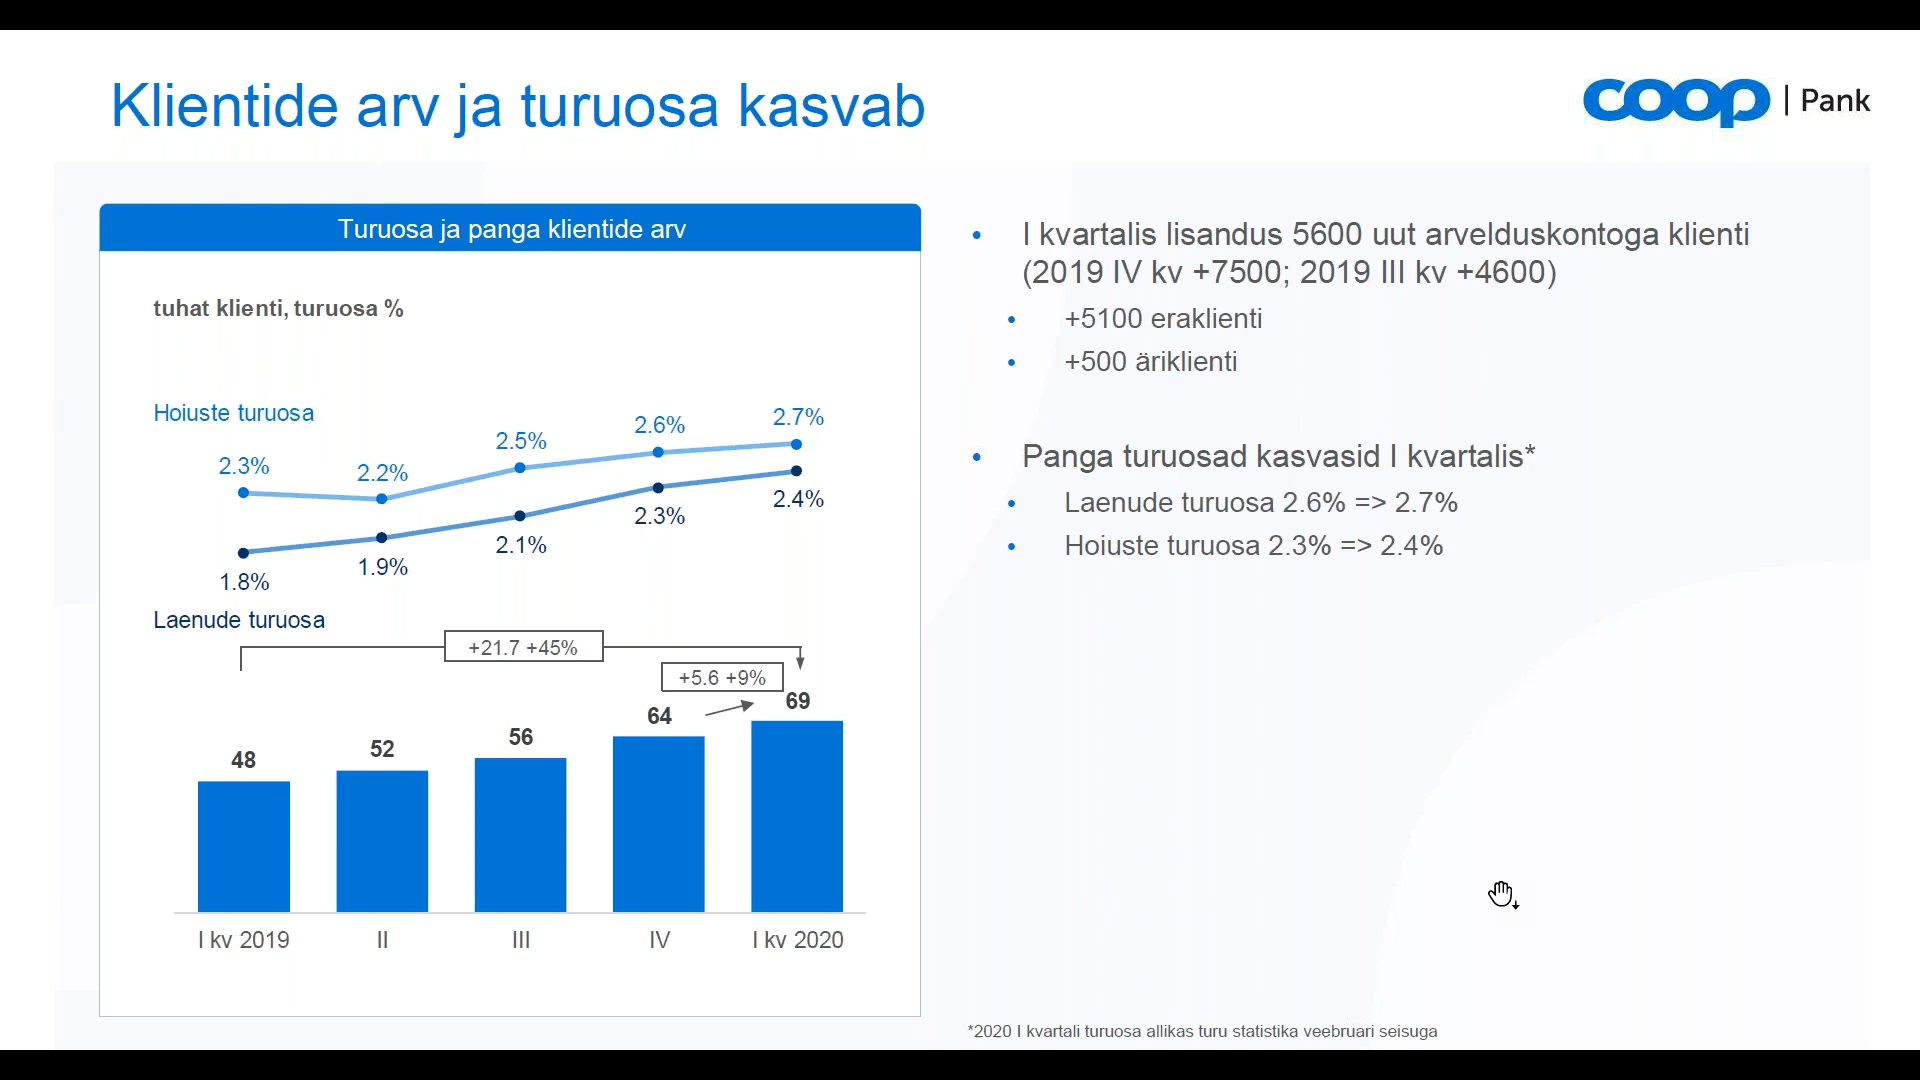 Klientide arv ja turuosa kasvab
coop | Pank
Turuosa ja panga klientide arv
tuhat klienti, turuosa %
Hoiuste turuosa
2.3%
2.2%
2.5%
2.6%
2.7%
1.8%
1.9%
2.1%
2.3%
2.4%
Laenude turuosa
+21.7 +45%
+5.6 +9%
48
52
56
64
69
I kv 2019
II
III
IV
I kv 2020
• I kvartalis lisandus 5600 uut arvelduskontoga klienti
(2019 IV kv +7500; 2019 III kv +4600)
• +5100 eraklienti
• +500 äriklienti
• Panga turuosad kasvasid I kvartalis*
• Laenude turuosa 2.6% => 2.7%
• Hoiuste turuosa 2.3% => 2.4%
*2020 I kvartali turuosa allikas turu statistika veebruari seisuga